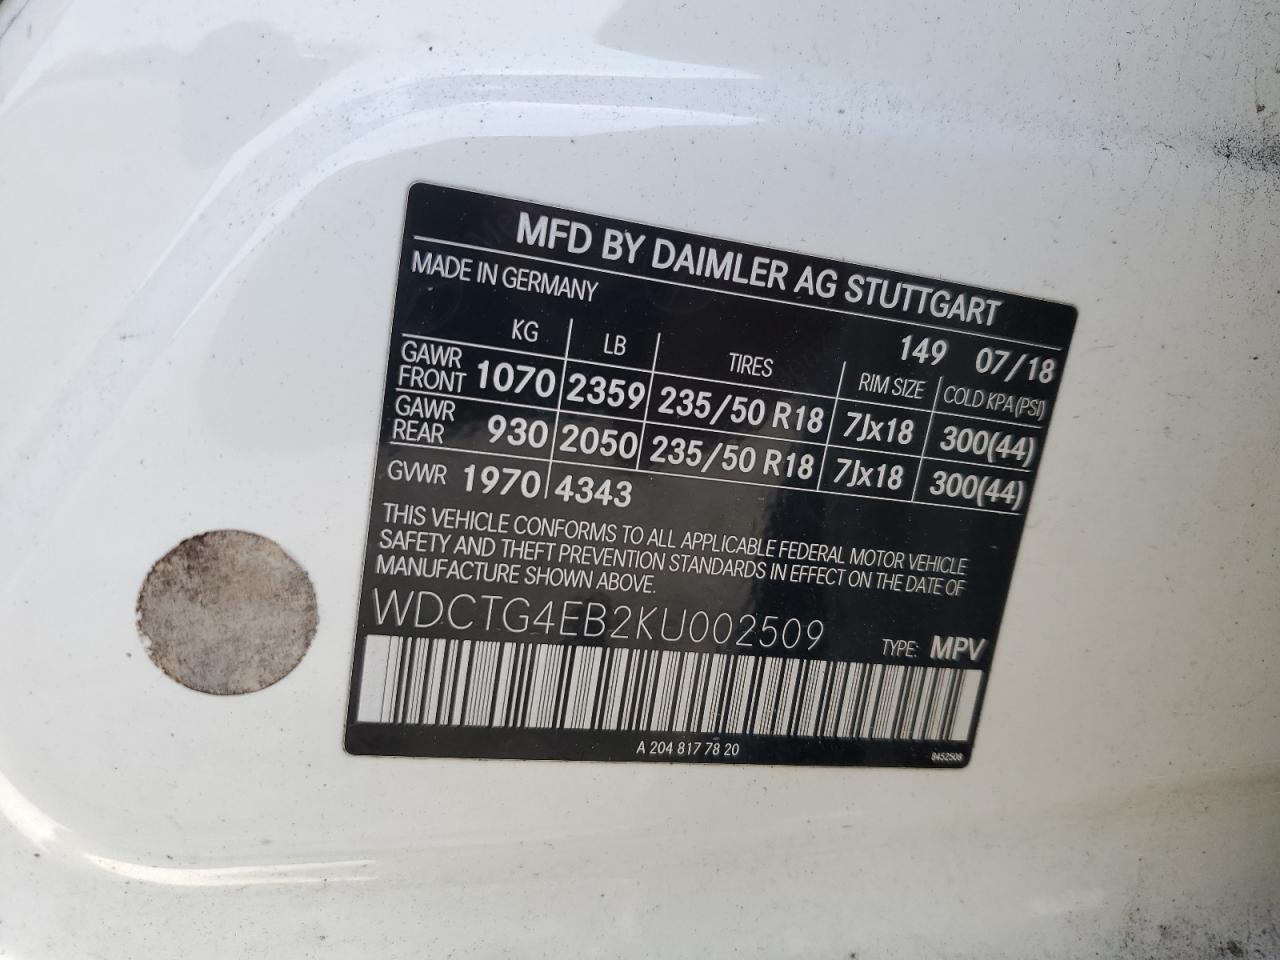 MFD BY DAIMLER AG STUTTGART
MADE IN GERMANY
149 07/18
KG LB TIRES RIM SIZE COLD KPA(PSI)
GAWR FRONT 1070 2359 235/50 R18 7Jx18 300(44)
GAWR REAR 930 2050 235/50 R18 7Jx18 300(44)
GVWR 1970 4343
THIS VEHICLE CONFORMS TO ALL APPLICABLE FEDERAL MOTOR VEHICLE
SAFETY AND THEFT PREVENTION STANDARDS IN EFFECT ON THE DATE OF
MANUFACTURE SHOWN ABOVE.
WDCTG4EB2KU002509 TYPE: MPV
A 204 817 78 20
8452508